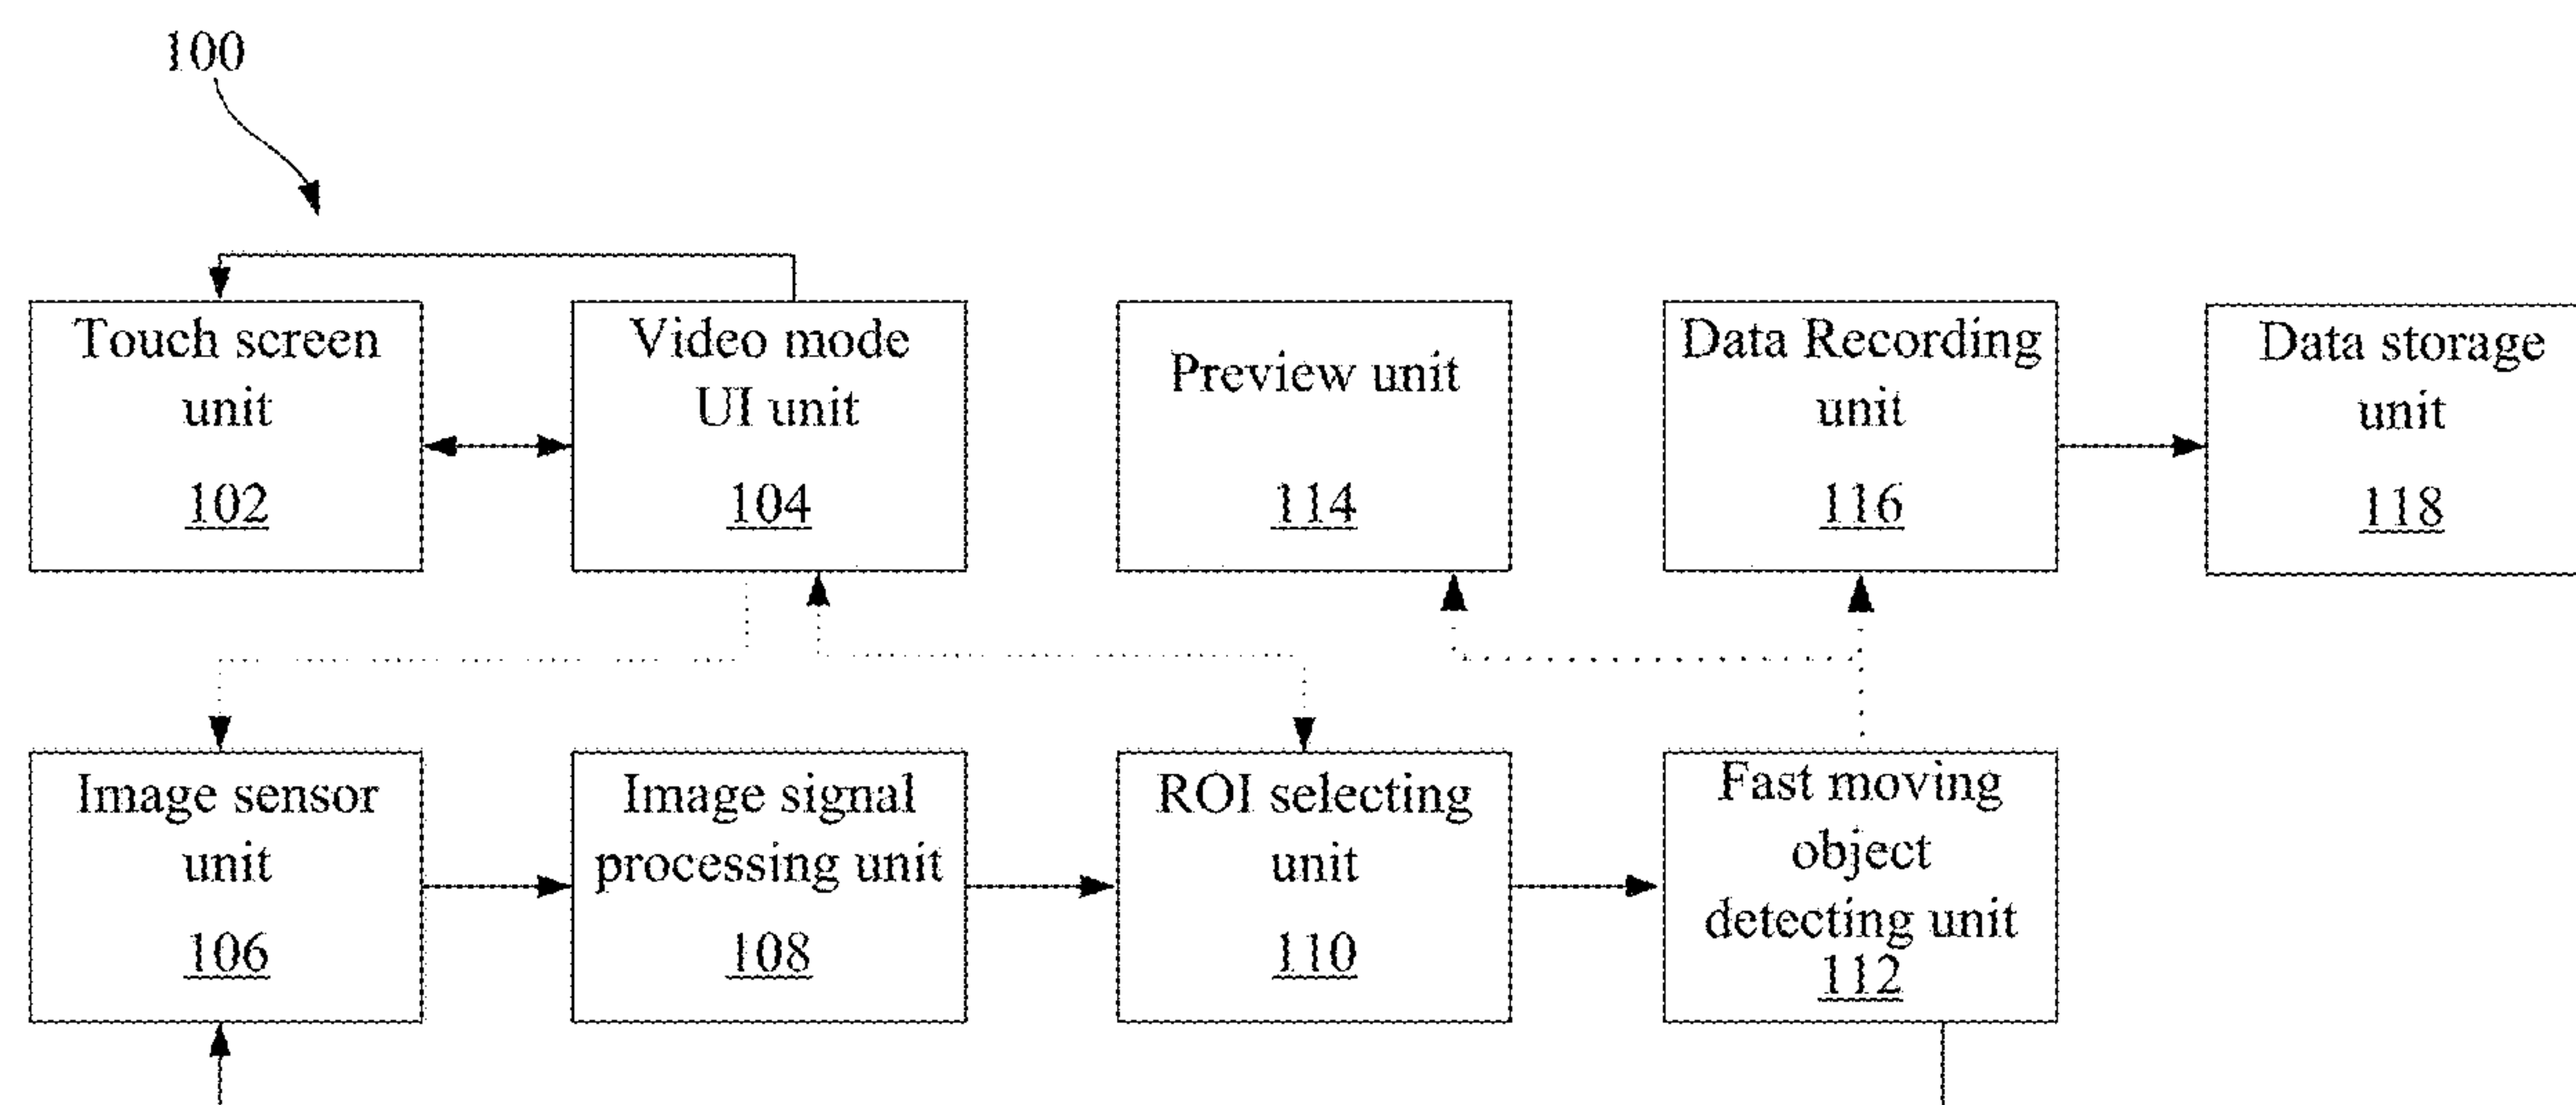 100
Touch screen
unit
102
Video mode
UI unit
104
Preview unit
114
Data Recording
unit
116
Data storage
unit
118
Image sensor
unit
106
Image signal
processing unit
108
ROI selecting
unit
110
Fast moving
object
detecting unit
112